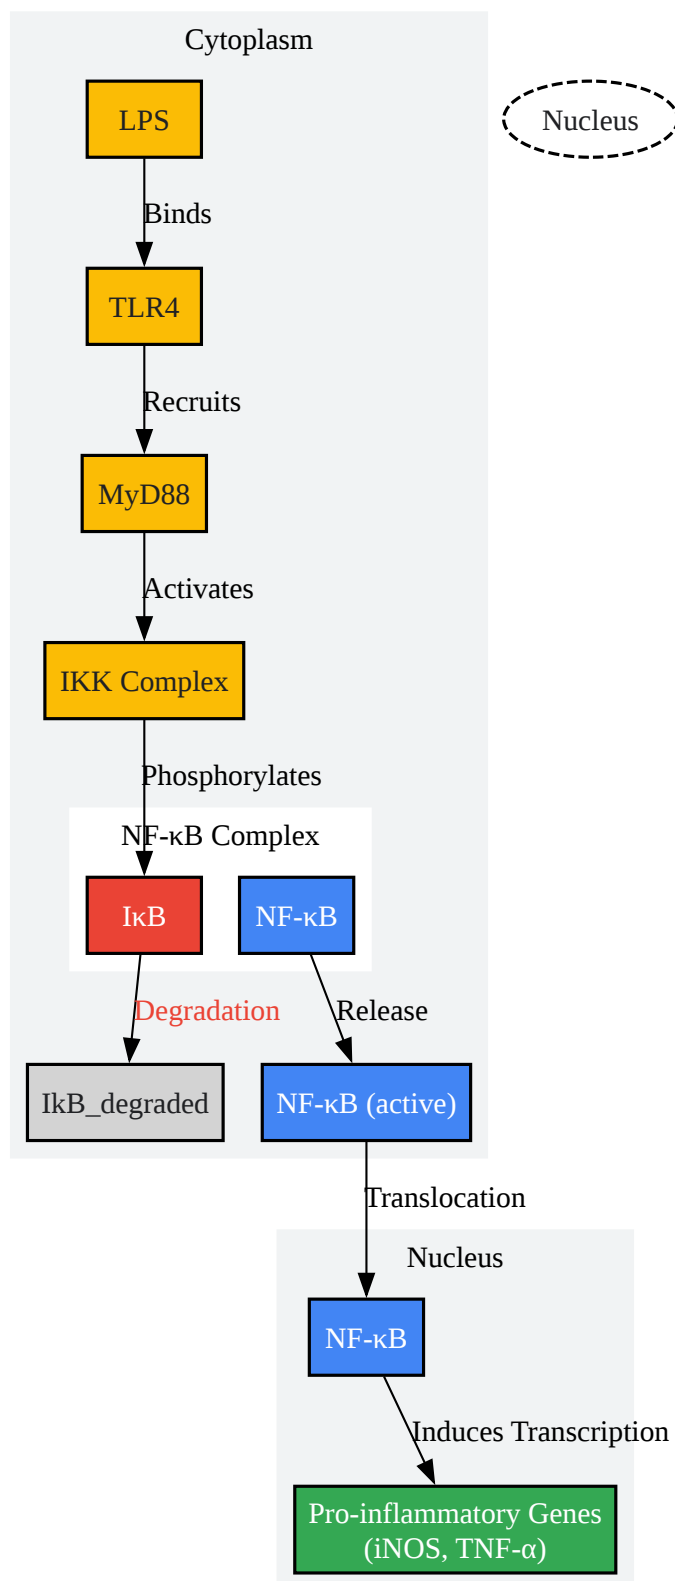 Cytoplasm
LPS
Nucleus
Binds
TLR4
Recruits
MyD88
Activates
IKK Complex
Phosphorylates
NF-κB Complex
IκB
NF-κB
Degradation
Release
IkB_degraded
NF-κB (active)
Translocation
Nucleus
NF-κB
Induces Transcription
Pro-inflammatory Genes
(iNOS, TNF-α)